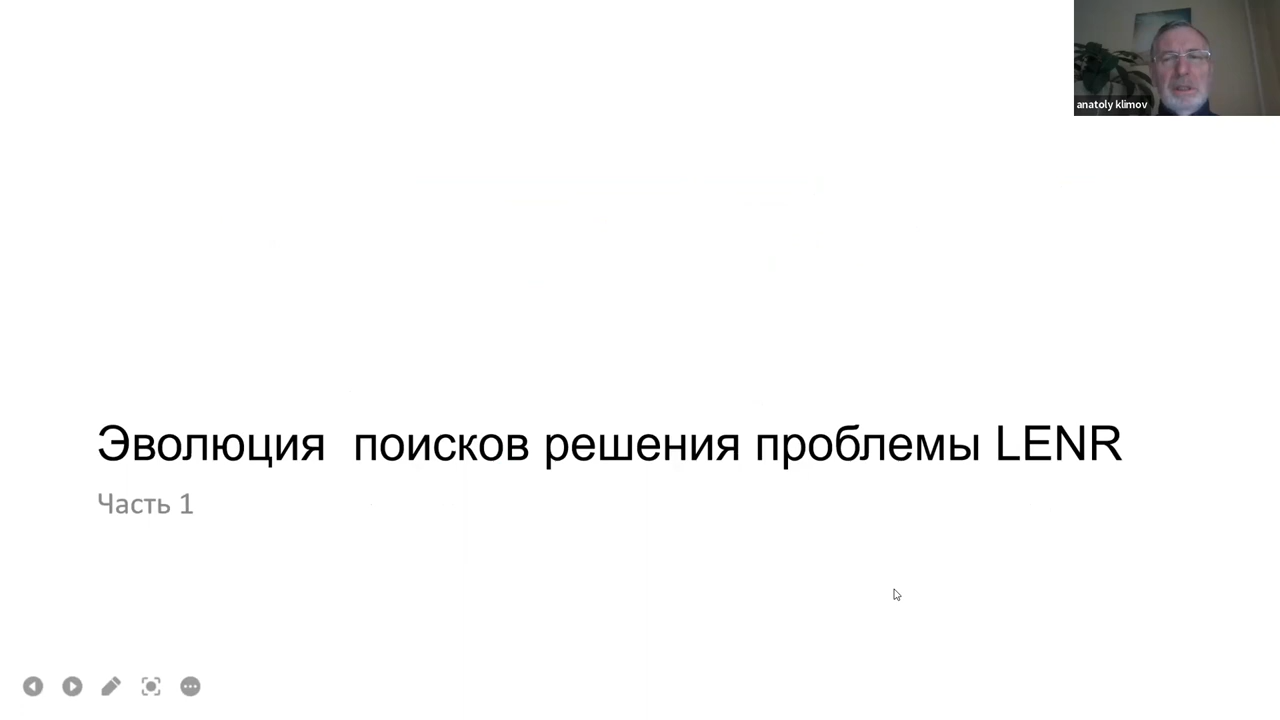 anatoly klimov
Эволюция поисков решения проблемы LENR
Часть 1